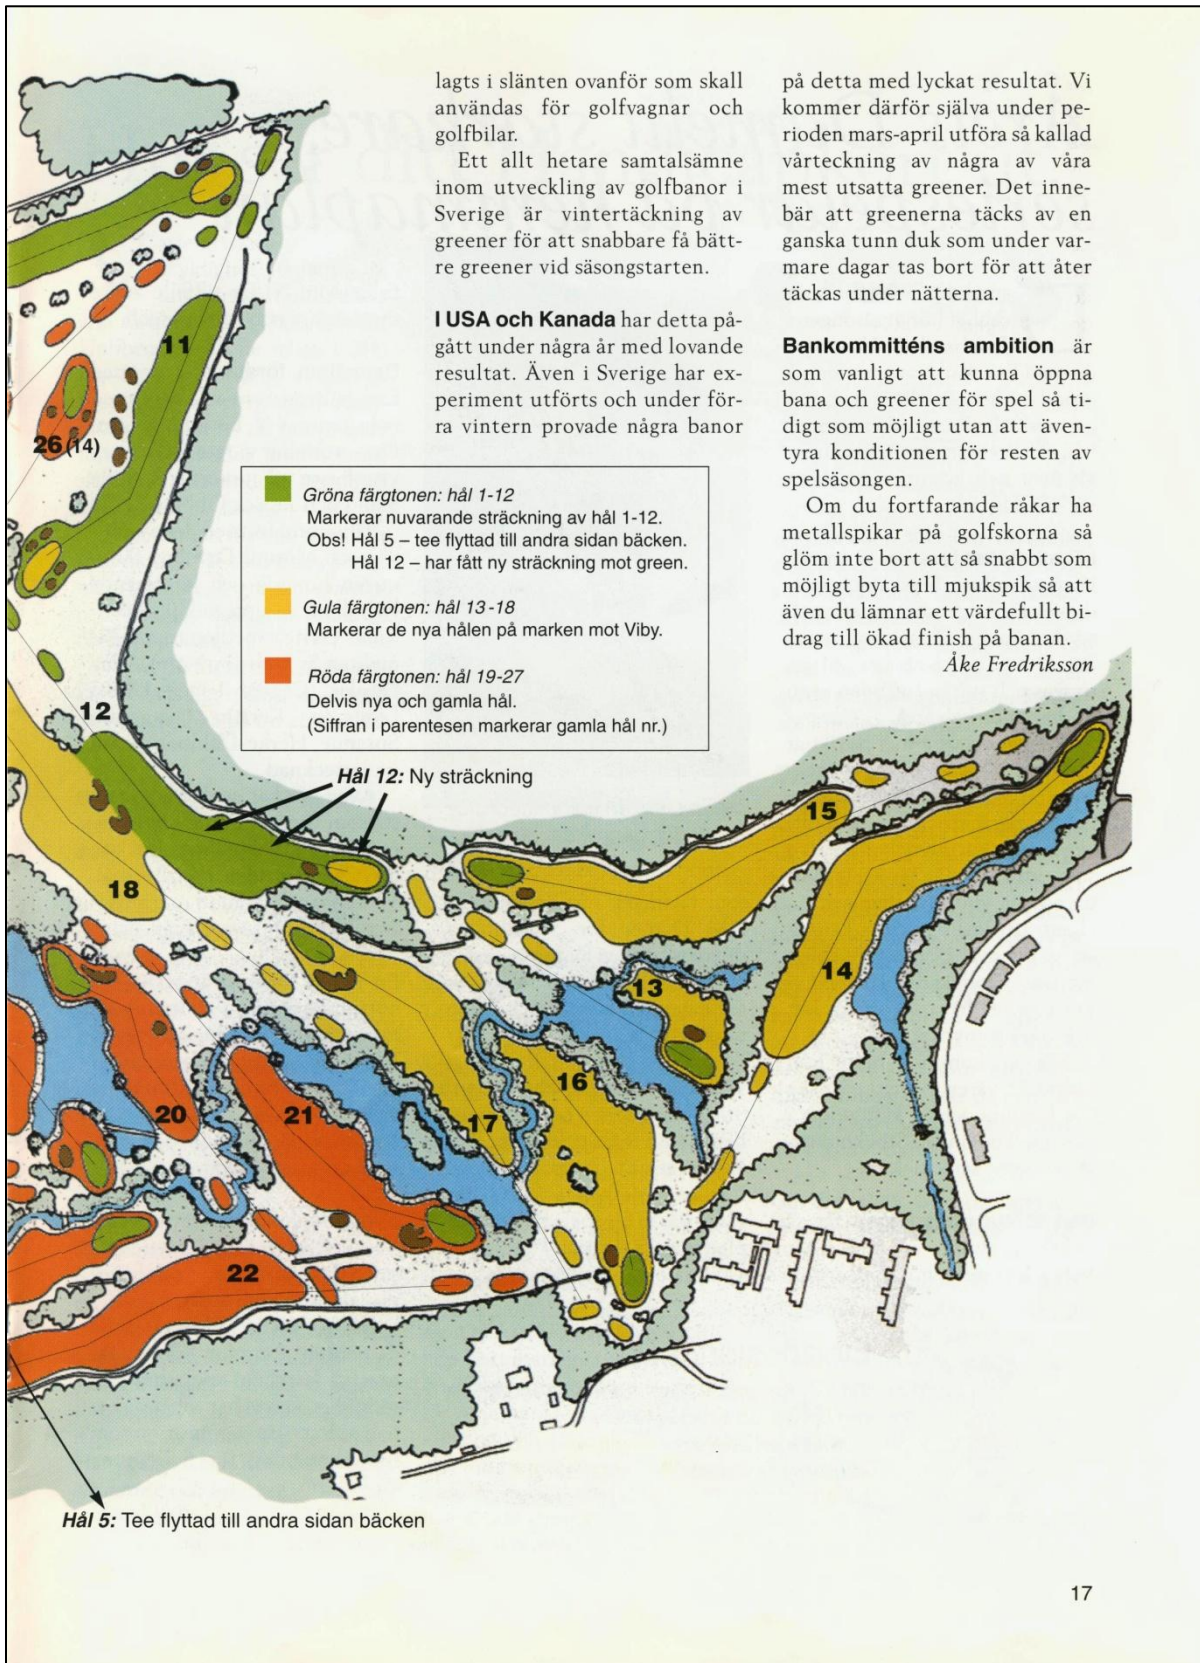 lagts i slänten ovanför som skall
användas för golfvagnar och
golfbilar.
Ett allt hetare samtalsämne
inom utveckling av golfbanor i
Sverige är vintertäckning av
greener för att snabbare få bätt-
re greener vid säsongstarten.
I USA och Kanada har detta på-
gått under några år med lovande
resultat. Även i Sverige har ex-
periment utförts och under för-
ra vintern provade några banor
på detta med lyckat resultat. Vi
kommer därför själva under pe-
rioden mars-april utföra så kallad
vårteckning av några av våra
mest utsatta greener. Det inne-
bär att greenerna täcks av en
ganska tunn duk som under var-
mare dagar tas bort för att åter
täckas under nätterna.
Bankommitténs ambition är
som vanligt att kunna öppna
bana och greener för spel så ti-
digt som möjligt utan att även-
tyra konditionen för resten av
spelsäsongen.
Om du fortfarande råkar ha
metallspikar på golfskorna så
glöm inte bort att så snabbt som
möjligt byta till mjukspik så att
även du lämnar ett värdefullt bi-
drag till ökad finish på banan.
Åke Fredriksson
11
26 (14)
Gröna färgtonen: hål 1-12
Markerar nuvarande sträckning av hål 1-12.
Obs! Hål 5 – tee flyttad till andra sidan bäcken.
Hål 12 – har fått ny sträckning mot green.
Gula färgtonen: hål 13-18
Markerar de nya hålen på marken mot Viby.
Röda färgtonen: hål 19-27
Delvis nya och gamla hål.
(Siffran i parentesen markerar gamla hål nr.)
12
Hål 12: Ny sträckning
15
18
14
13
16
20
21
17
22
Hål 5: Tee flyttad till andra sidan bäcken
17